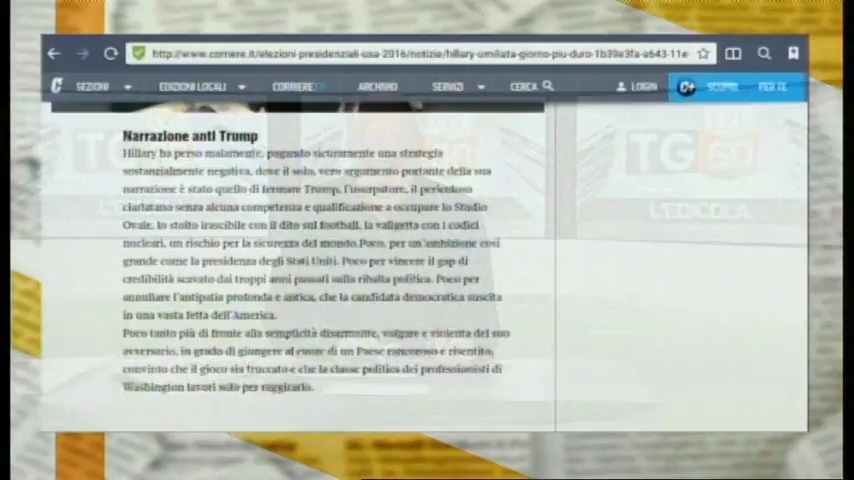 http://www.corriere.it/elezioni-presidenziali-usa-2016/notizie/hillary-umiliata-giorno-piu-duro-1b39e3fa-a643-11e
C SEZIONI EDIZIONI LOCALI CORRIERE TV ARCHIVIO SERVIZI CERCA LOGIN C+ SCOPRI PER TE
Narrazione anti Trump
Hillary ha perso malamente, pagando sicuramente una strategia
sostanzialmente negativa, dove il solo, vero argomento portante della sua
narrazione è stato quello di fermare Trump, l'usurpatore, il pericoloso
ciarlatano senza alcuna competenza e qualificazione a occupare lo Studio
Ovale, lo stolto irascibile con il dito sul football, la valigetta con i codici
nucleari, un rischio per la sicurezza del mondo.Poco, per un'ambizione così
grande come la presidenza degli Stati Uniti. Poco per vincere il gap di
credibilità scavato dai troppi anni passati sulla ribalta politica. Poco per
annullare l'antipatia profonda e antica, che la candidata democratica suscita
in una vasta fetta dell'America.
Poco tanto più di fronte alla semplicità disarmante, volgare e violenta del suo
avversario, in grado di giungere al cuore di un Paese rancoroso e risentito,
convinto che il gioco sia truccato e che la classe politica dei professionisti di
Washington lavori solo per raggirarlo.
TG
TG
L'EDICOLA